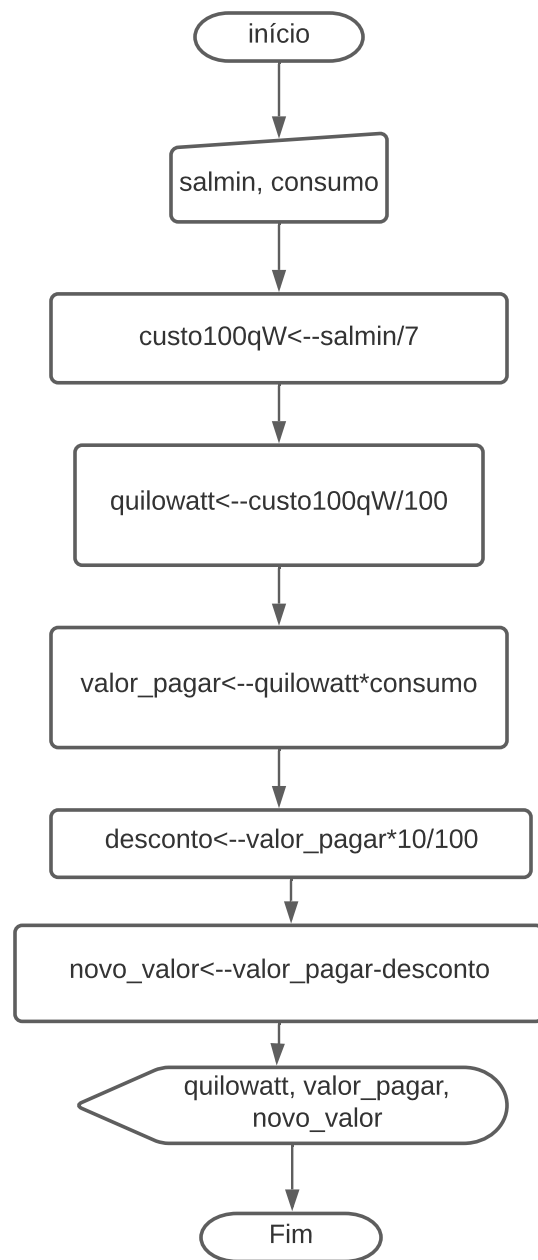 início
salmin, consumo
custo100qW<--salmin/7
quilowatt<--custo100qW/100
valor_pagar<--quilowatt*consumo
desconto<--valor_pagar*10/100
novo_valor<--valor_pagar-desconto
quilowatt, valor_pagar,
novo_valor
Fim